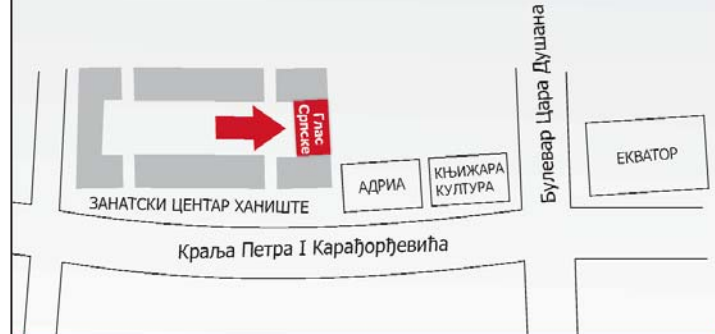 Булевар Цара Душана
Глас
Српске
ЕКВАТОР
КЊИЖАРА
КУЛТУРА
АДРИА
ЗАНАТСКИ ЦЕНТАР ХАНИШТЕ
Краља Петра I Карађорђевића